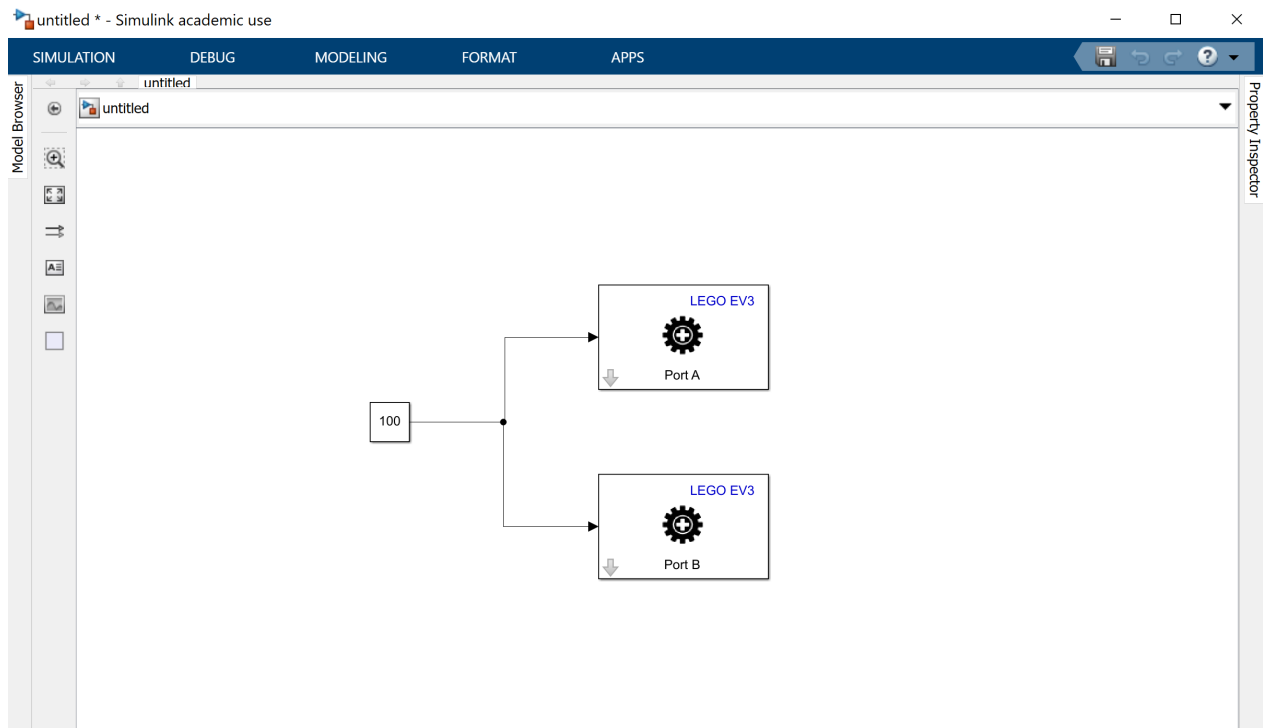 untitled * - Simulink academic use
SIMULATION DEBUG MODELING FORMAT APPS
?
untitled
untitled
Model Browser
Property Inspector
A
LEGO EV3
Port A
100
LEGO EV3
Port B